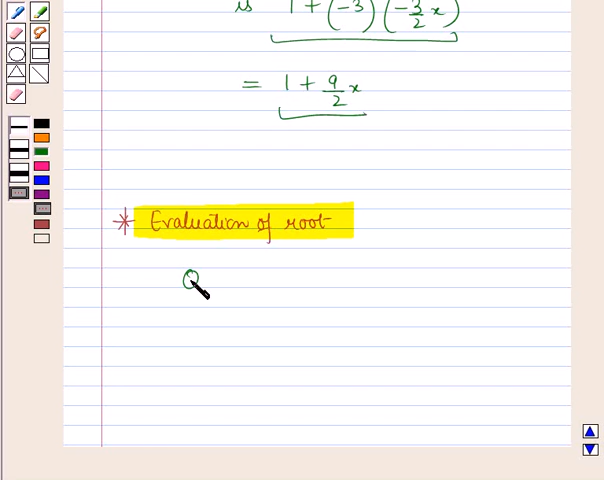 is 1 + (-3) (-3/2 x)
= 1 + 9/2 x
* Evaluation of root